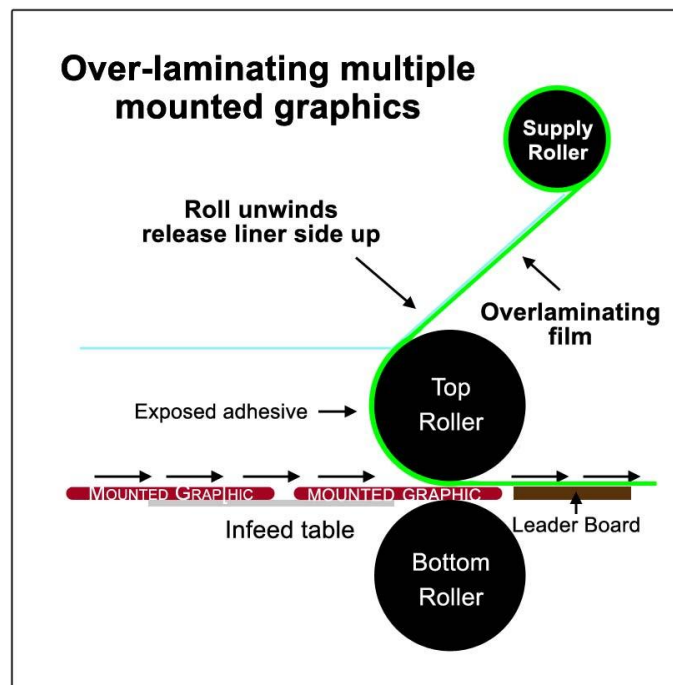 Over-laminating multiple
mounted graphics
Supply
Roller
Roll unwinds
release liner side up
Overlaminating
film
Top
Roller
Exposed adhesive
MOUNTED GRAPHIC
MOUNTED GRAPHIC
Infeed table
Leader Board
Bottom
Roller